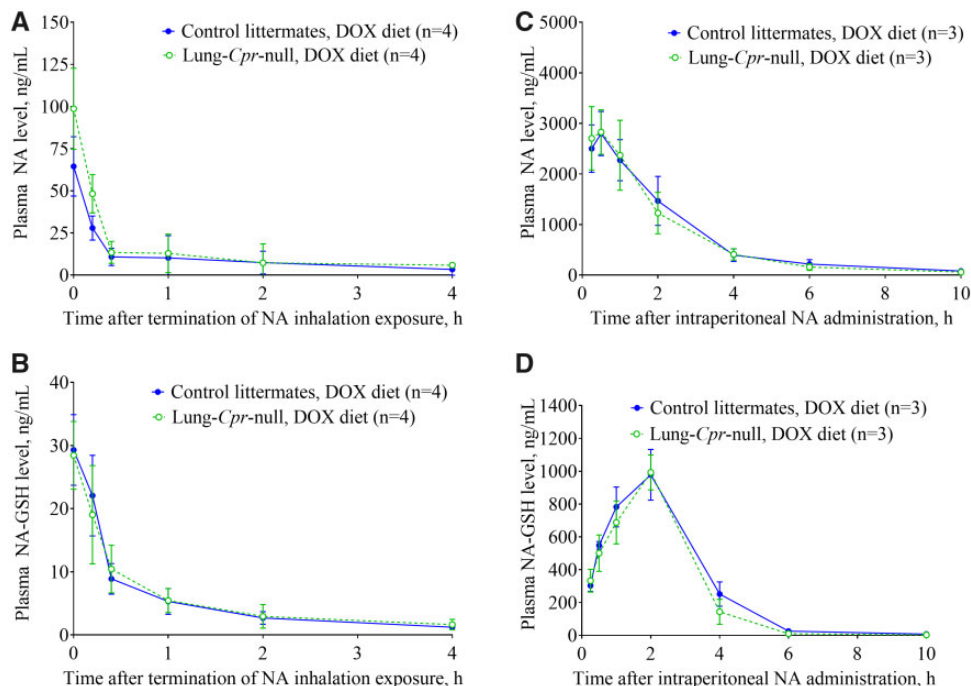 A
Control littermates, DOX diet (n=4)
Lung-Cpr-null, DOX diet (n=4)
Plasma NA level, ng/mL
150
125
100
75
50
25
0
0
1
2
3
4
Time after termination of NA inhalation exposure, h
B
Control littermates, DOX diet (n=4)
Lung-Cpr-null, DOX diet (n=4)
Plasma NA-GSH level, ng/mL
40
30
20
10
0
0
1
2
3
4
Time after termination of NA inhalation exposure, h
C
Control littermates, DOX diet (n=3)
Lung-Cpr-null, DOX diet (n=3)
Plasma NA level, ng/mL
5000
4000
3000
2000
1000
0
0
2
4
6
8
10
Time after intraperitoneal NA administration, h
D
Control littermates, DOX diet (n=3)
Lung-Cpr-null, DOX diet (n=3)
Plasma NA-GSH level, ng/mL
1400
1200
1000
800
600
400
200
0
0
2
4
6
8
10
Time after intraperitoneal NA administration, h